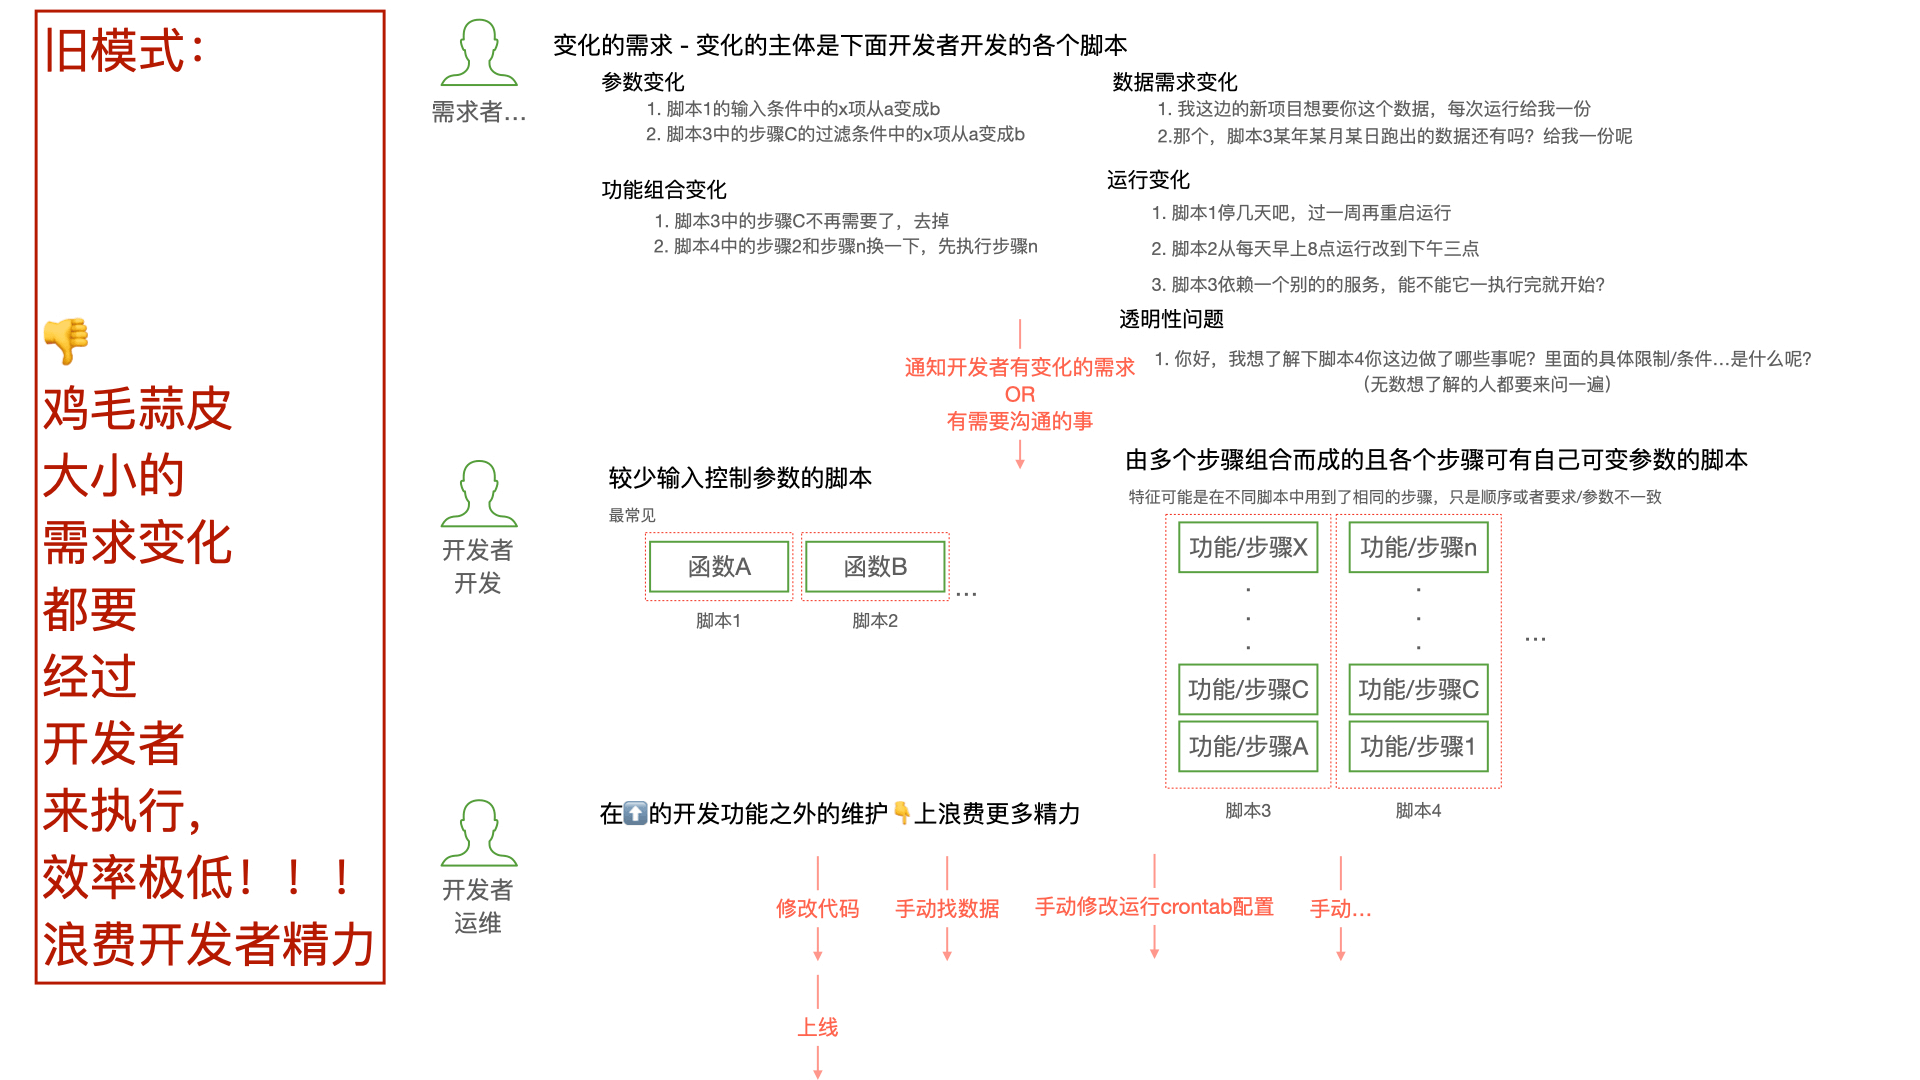 旧模式：
鸡毛蒜皮
大小的
需求变化
都要
经过
开发者
来执行，
效率极低！！！
浪费开发者精力
需求者...
变化的需求 - 变化的主体是下面开发者开发的各个脚本
参数变化
1. 脚本1的输入条件中的x项从a变成b
2. 脚本3中的步骤C的过滤条件中的x项从a变成b
功能组合变化
1. 脚本3中的步骤C不再需要了，去掉
2. 脚本4中的步骤2和步骤n换一下，先执行步骤n
数据需求变化
1. 我这边的新项目想要你这个数据，每次运行给我一份
2.那个，脚本3某年某月某日跑出的数据还有吗？给我一份呢
运行变化
1. 脚本1停几天吧，过一周再重启运行
2. 脚本2从每天早上8点运行改到下午三点
3. 脚本3依赖一个别的的服务，能不能它一执行完就开始？
透明性问题
1. 你好，我想了解下脚本4你这边做了哪些事呢？里面的具体限制/条件...是什么呢？
（无数想了解的人都要来问一遍）
通知开发者有变化的需求
OR
有需要沟通的事
开发者
开发
较少输入控制参数的脚本
最常见
函数A
函数B
...
脚本1
脚本2
由多个步骤组合而成的且各个步骤可有自己可变参数的脚本
特征可能是在不同脚本中用到了相同的步骤，只是顺序或者要求/参数不一致
功能/步骤X
功能/步骤n
.
.
.
.
.
.
...
功能/步骤C
功能/步骤C
功能/步骤A
功能/步骤1
脚本3
脚本4
开发者
运维
在⬆️的开发功能之外的维护👇上浪费更多精力
修改代码
手动找数据
手动修改运行crontab配置
手动...
上线